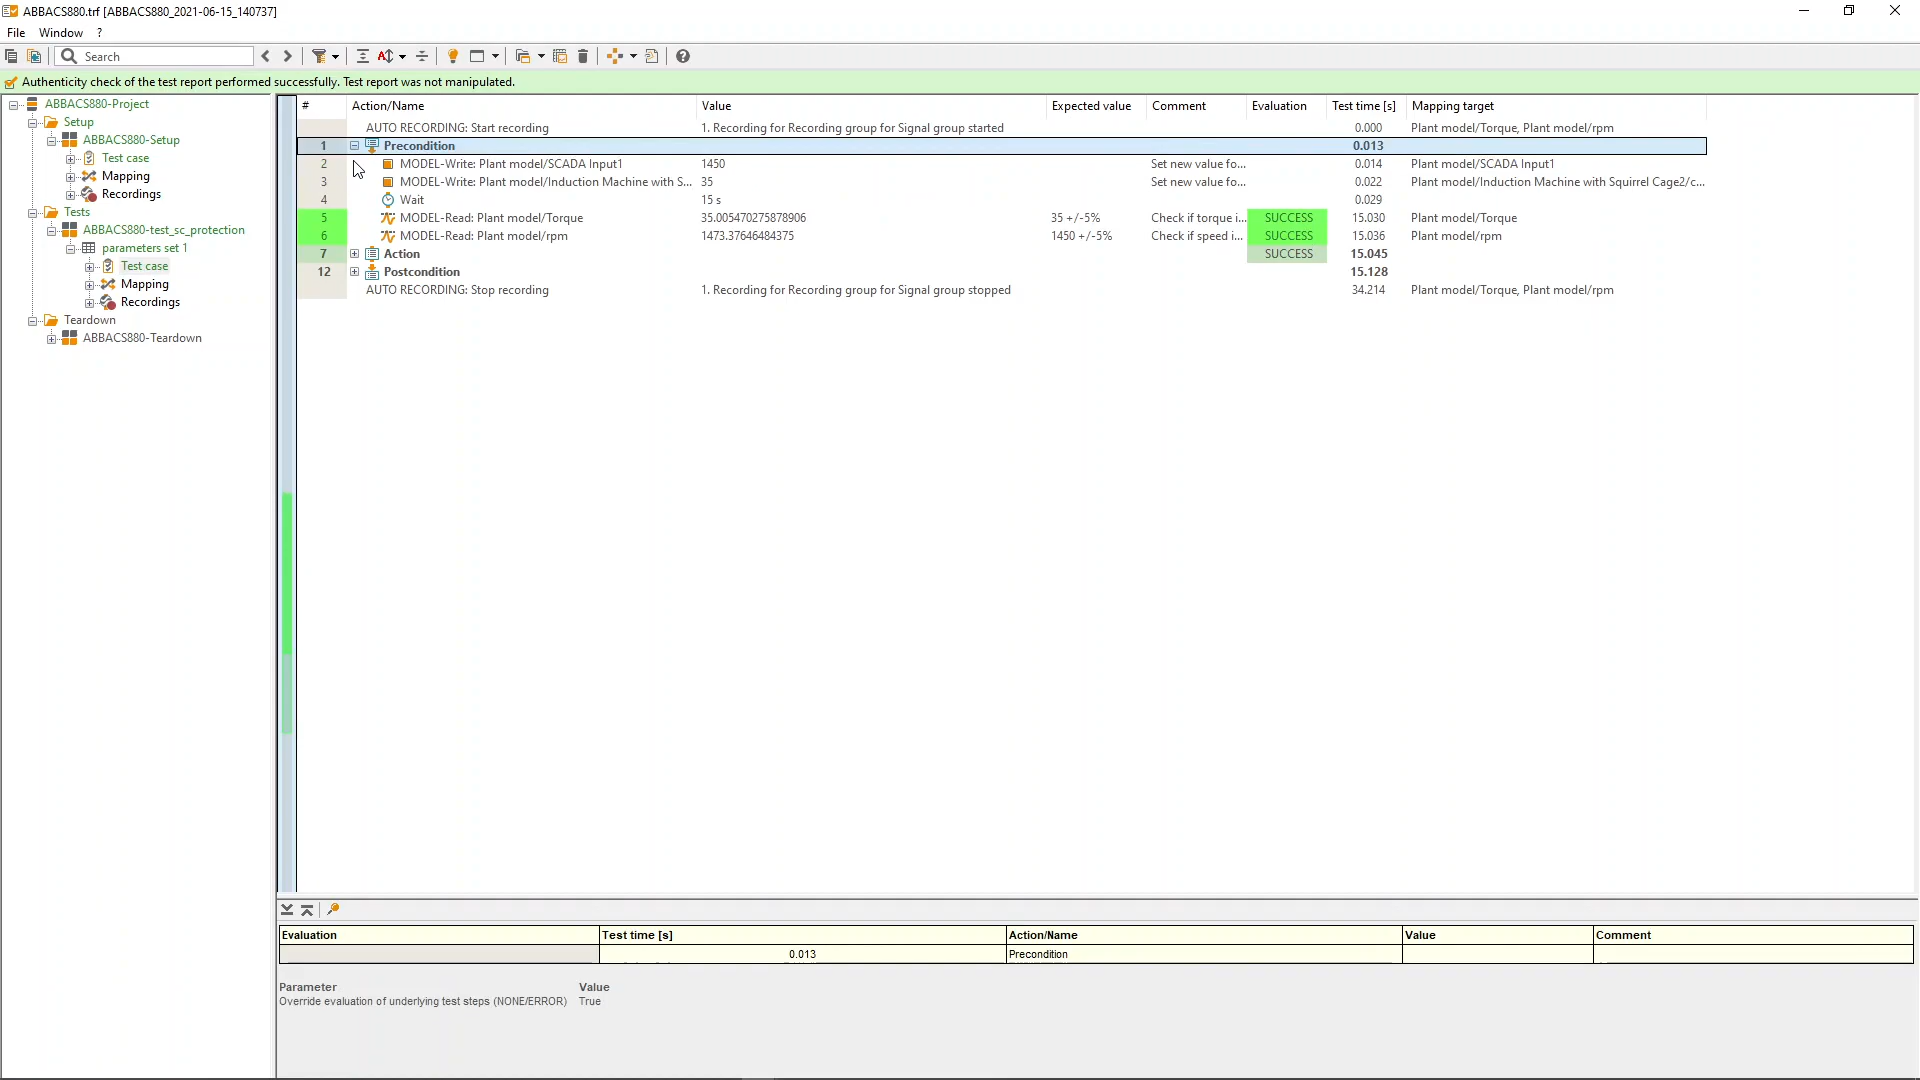 ABBACS880.trf [ABBACS880_2021-06-15_140737]
File Window ?
Search
Authenticity check of the test report performed successfully. Test report was not manipulated.
ABBACS880-Project
Setup
ABBACS880-Setup
Test case
Mapping
Recordings
Tests
ABBACS880-test_sc_protection
parameters set 1
Test case
Mapping
Recordings
Teardown
ABBACS880-Teardown
# Action/Name Value Expected value Comment Evaluation Test time [s] Mapping target
AUTO RECORDING: Start recording 1. Recording for Recording group for Signal group started 0.000 Plant model/Torque, Plant model/rpm
1 Precondition 0.013
2 MODEL-Write: Plant model/SCADA Input1 1450 Set new value fo... 0.014 Plant model/SCADA Input1
3 MODEL-Write: Plant model/Induction Machine with S... 35 Set new value fo... 0.022 Plant model/Induction Machine with Squirrel Cage2/c...
4 Wait 15 s 0.029
5 MODEL-Read: Plant model/Torque 35.005470275878906 35 +/-5% Check if torque i... SUCCESS 15.030 Plant model/Torque
6 MODEL-Read: Plant model/rpm 1473.37646484375 1450 +/-5% Check if speed i... SUCCESS 15.036 Plant model/rpm
7 Action SUCCESS 15.045
12 Postcondition 15.128
AUTO RECORDING: Stop recording 1. Recording for Recording group for Signal group stopped 34.214 Plant model/Torque, Plant model/rpm
Evaluation Test time [s] Action/Name Value Comment
0.013 Precondition
Parameter Value
Override evaluation of underlying test steps (NONE/ERROR) True